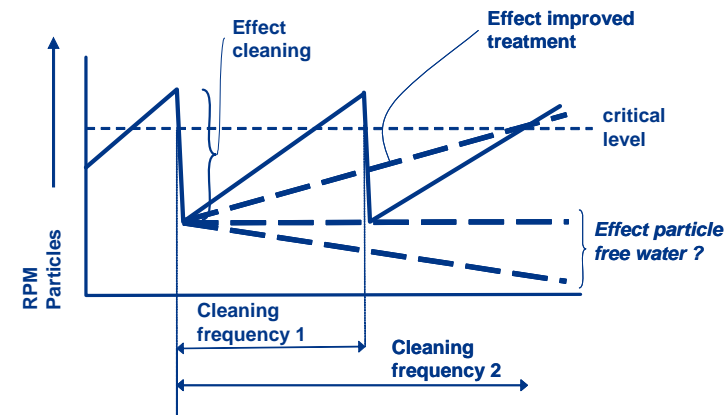 Effect
cleaning
Effect improved
treatment
critical
level
RPM
Particles
Effect particle
free water ?
Cleaning
frequency 1
Cleaning
frequency 2